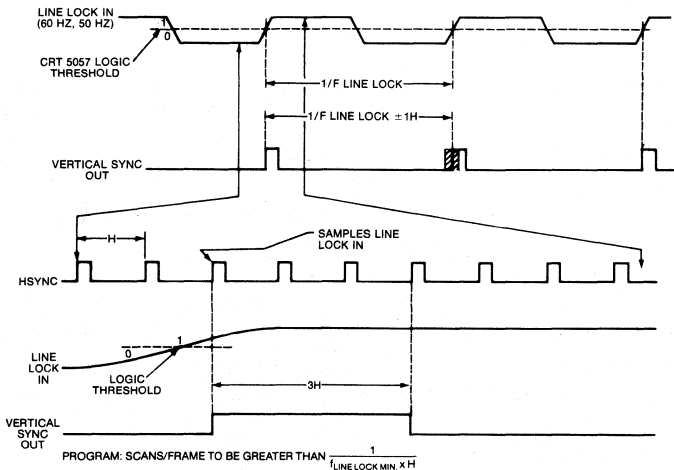 LINE LOCK IN
(60 HZ, 50 HZ)
1
0
CRT 5057 LOGIC
THRESHOLD
1/F LINE LOCK
1/F LINE LOCK ±1H
VERTICAL SYNC
OUT
H
SAMPLES LINE
LOCK IN
HSYNC
1
0
LINE
LOCK
IN
LOGIC
THRESHOLD
3H
VERTICAL
SYNC
OUT
PROGRAM: SCANS/FRAME TO BE GREATER THAN 1 / fLINE LOCK MIN. x H